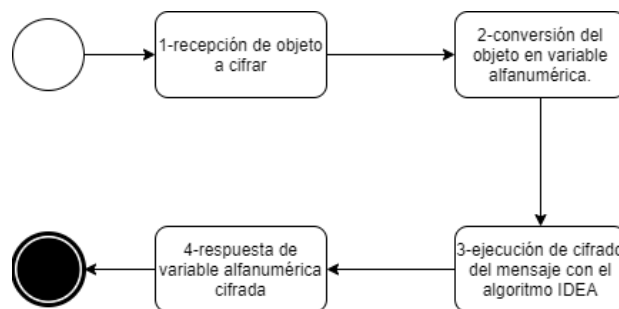 1-recepción de objeto
a cifrar
2-conversión del
objeto en variable
alfanumérica.
3-ejecución de cifrado
del mensaje con el
algoritmo IDEA
4-respuesta de
variable alfanumérica
cifrada